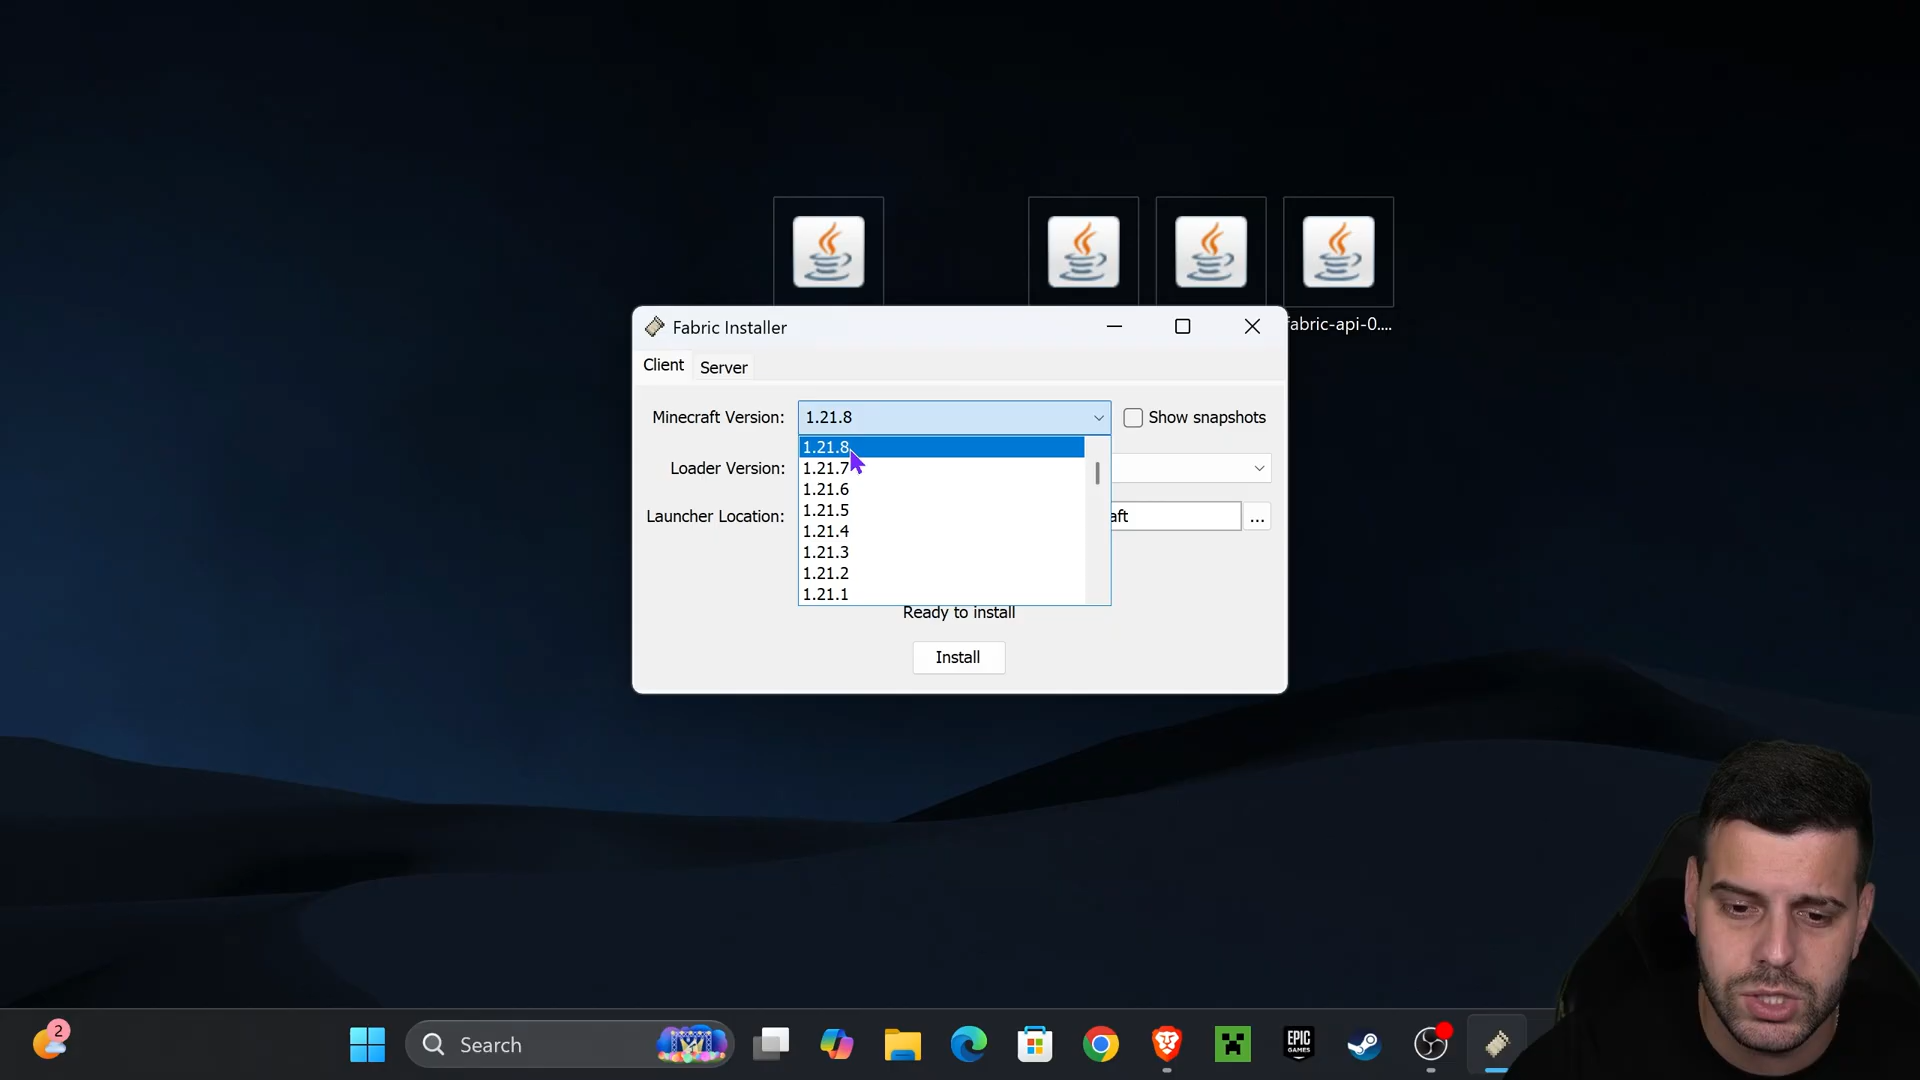 fabric-api-0....
Fabric Installer
Client
Server
Minecraft Version:
1.21.8
Show snapshots
1.21.8
1.21.7
1.21.6
1.21.5
1.21.4
1.21.3
1.21.2
1.21.1
Loader Version:
Launcher Location:
aft
...
Ready to install
Install
2
Search
EPIC
GAMES